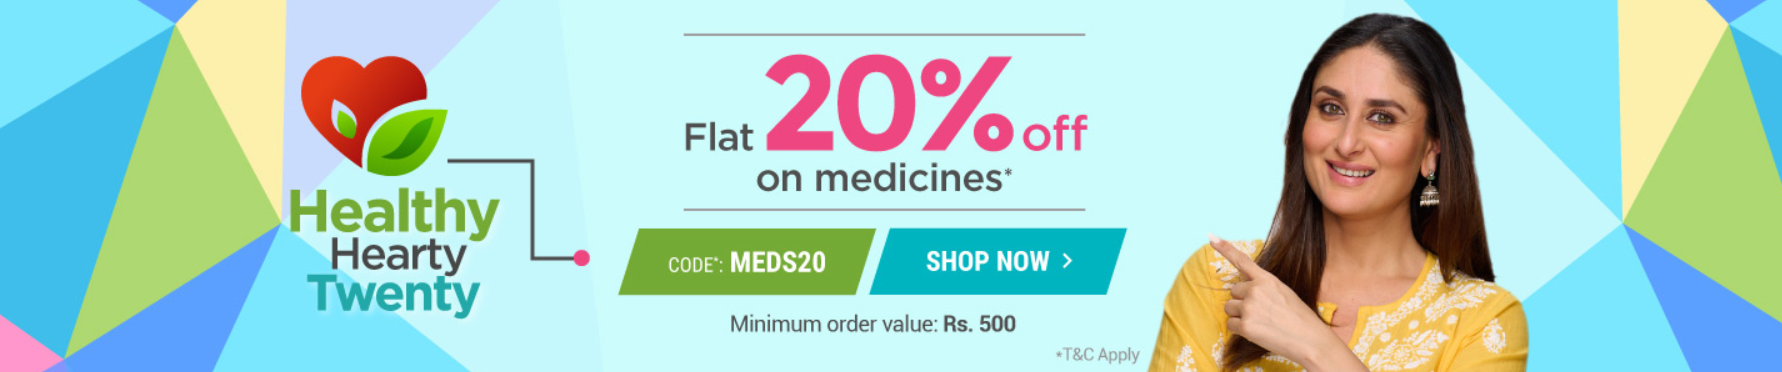 Healthy
Hearty
Twenty
Flat 20% off
on medicines*
CODE*: MEDS20
SHOP NOW >
Minimum order value: Rs. 500
*T&C Apply